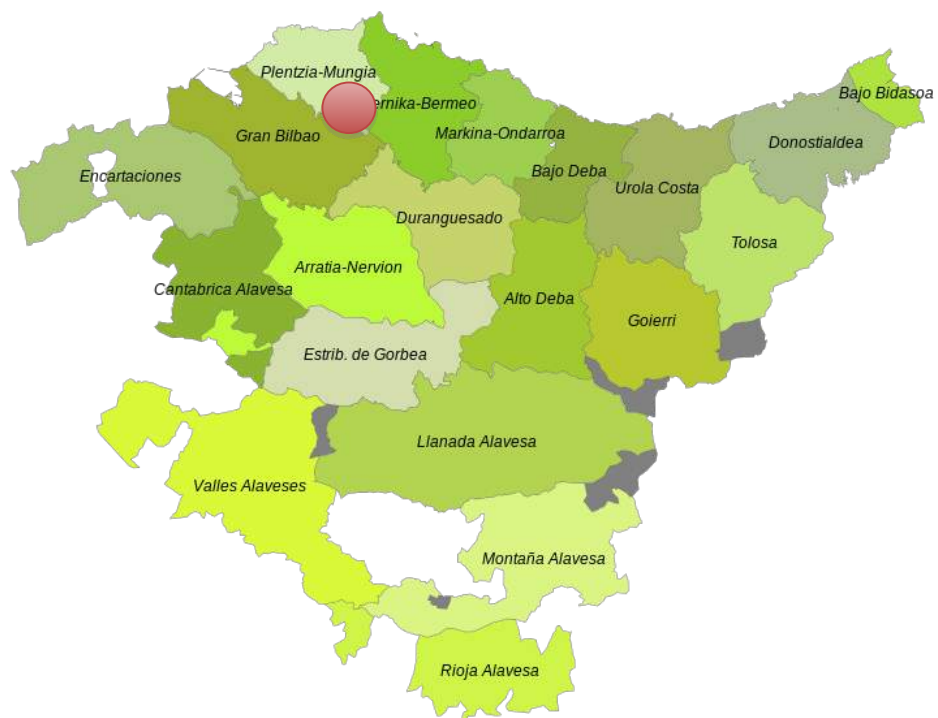 Plentzia-Mungia
Bajo Bidasoa
ernika-Bermeo
Gran Bilbao
Markina-Ondarroa
Donostialdea
Encartaciones
Bajo Deba
Urola Costa
Duranguesado
Tolosa
Arratia-Nervion
Cantabrica Alavesa
Alto Deba
Goierri
Estrib. de Gorbea
Llanada Alavesa
Valles Alaveses
Montaña Alavesa
Rioja Alavesa